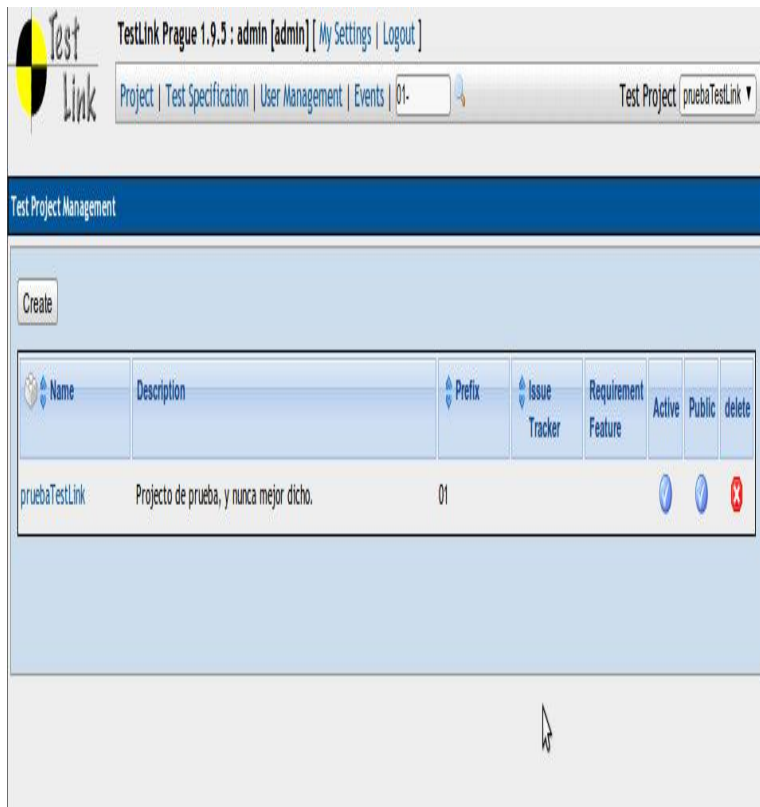 Test
Link
TestLink Prague 1.9.5 : admin [admin] [ My Settings | Logout ]
Project | Test Specification | User Management | Events | 01-
Test Project pruebaTestLink
Test Project Management
Create
Name Description Prefix Issue Tracker Requirement Feature Active Public delete
pruebaTestLink Projecto de prueba, y nunca mejor dicho. 01